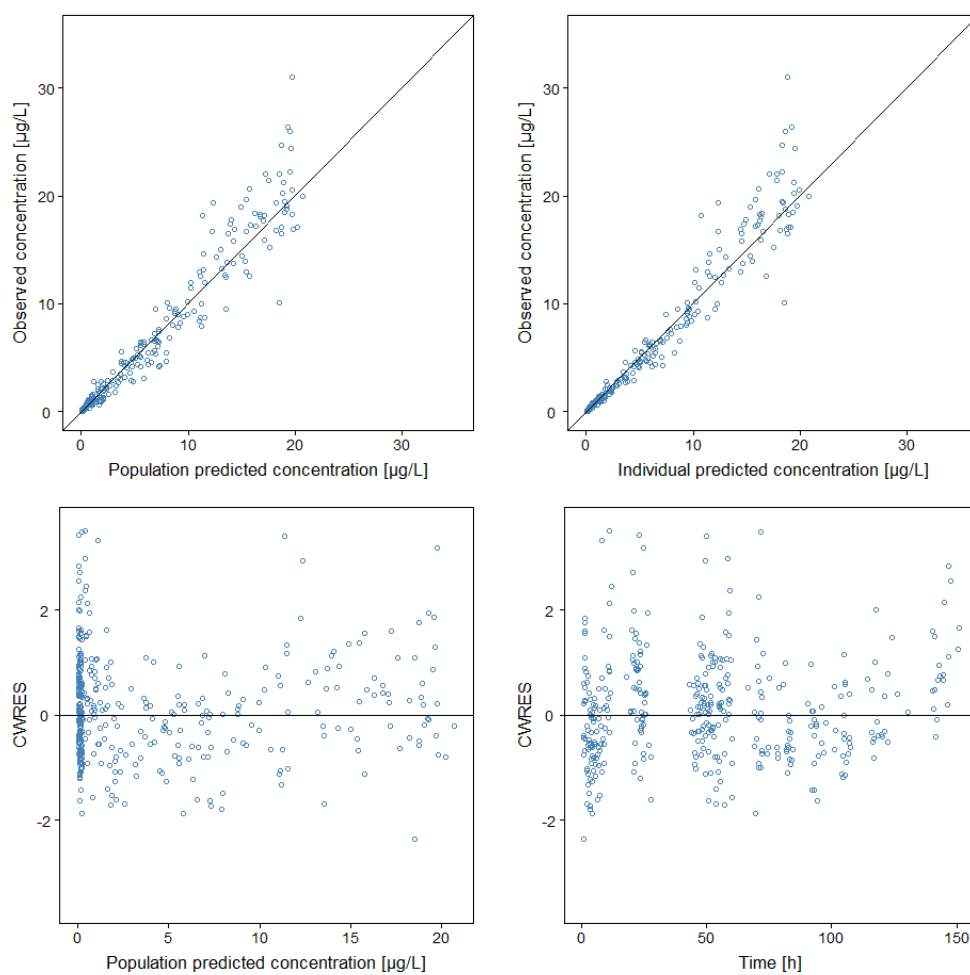 30
20
10
0
0 10 20 30
Observed concentration [µg/L]
Population predicted concentration [µg/L]
30
20
10
0
0 10 20 30
Observed concentration [µg/L]
Individual predicted concentration [µg/L]
2
0
-2
0 5 10 15 20
CWRES
Population predicted concentration [µg/L]
2
0
-2
0 50 100 150
CWRES
Time [h]